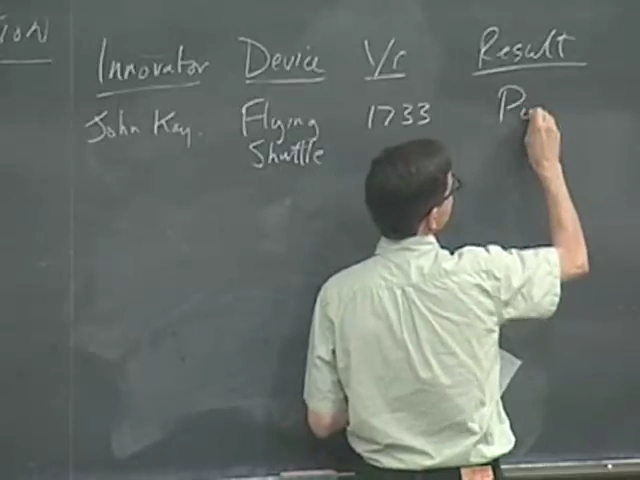 Innovator Device Yr Result
John Kay. Flying 1733
Shuttle